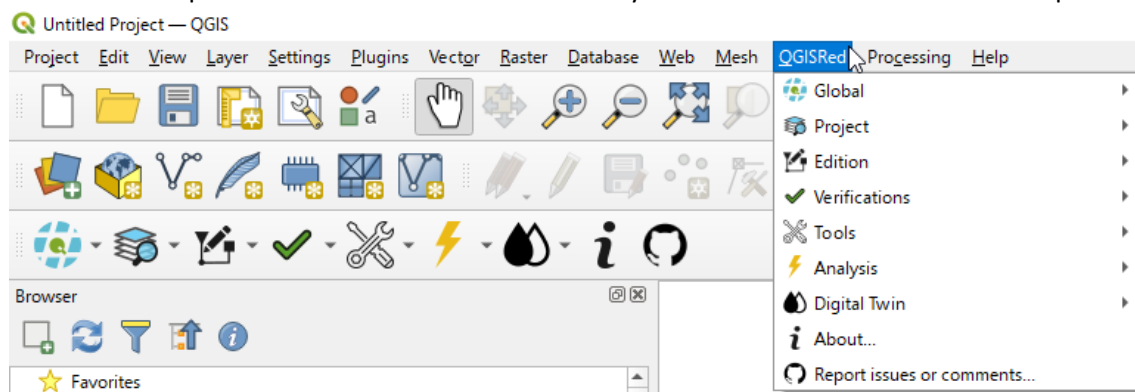 Untitled Project — QGIS
Project Edit View Layer Settings Plugins Vector Raster Database Web Mesh QGISRed Processing Help
Global
Project
Edition
Verifications
Tools
Analysis
Digital Twin
About...
Report issues or comments...
Browser
Favorites